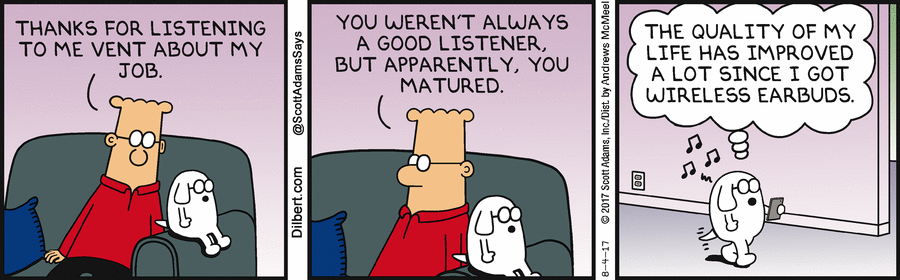 THANKS FOR LISTENING
TO ME VENT ABOUT MY
JOB.
Dilbert.com @ScottAdamsSays
YOU WEREN'T ALWAYS
A GOOD LISTENER,
BUT APPARENTLY, YOU
MATURED.
8-4-17 © 2017 Scott Adams, Inc./Dist. by Andrews McMeel
THE QUALITY OF MY
LIFE HAS IMPROVED
A LOT SINCE I GOT
WIRELESS EARBUDS.